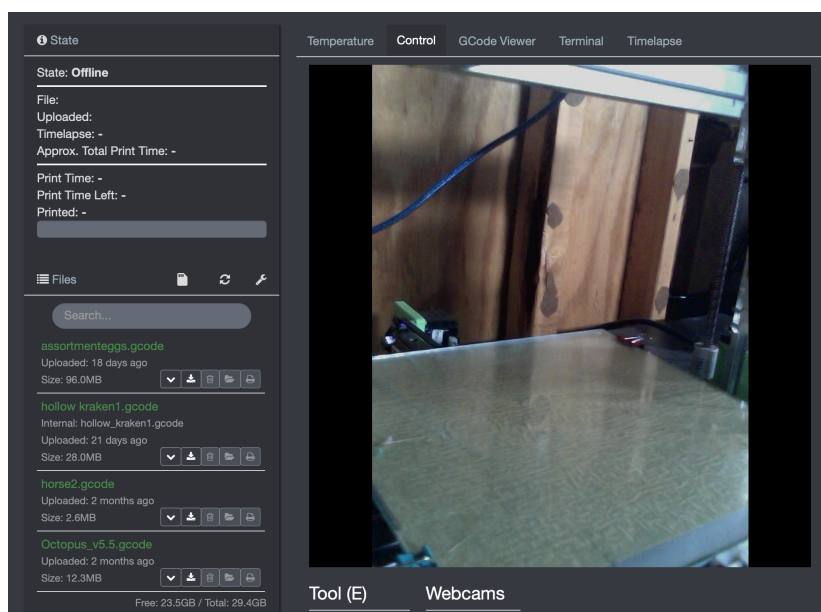 State
State: Offline
File:
Uploaded:
Timelapse: -
Approx. Total Print Time: -
Print Time: -
Print Time Left: -
Printed: -
Files
Search...
assortmenteggs.gcode
Uploaded: 18 days ago
Size: 96.0MB
hollow kraken1.gcode
Internal: hollow_kraken1.gcode
Uploaded: 21 days ago
Size: 28.0MB
horse2.gcode
Uploaded: 2 months ago
Size: 2.6MB
Octopus_v5.5.gcode
Uploaded: 2 months ago
Size: 12.3MB
Free: 23.5GB / Total: 29.4GB
Temperature Control GCode Viewer Terminal Timelapse
Tool (E) Webcams